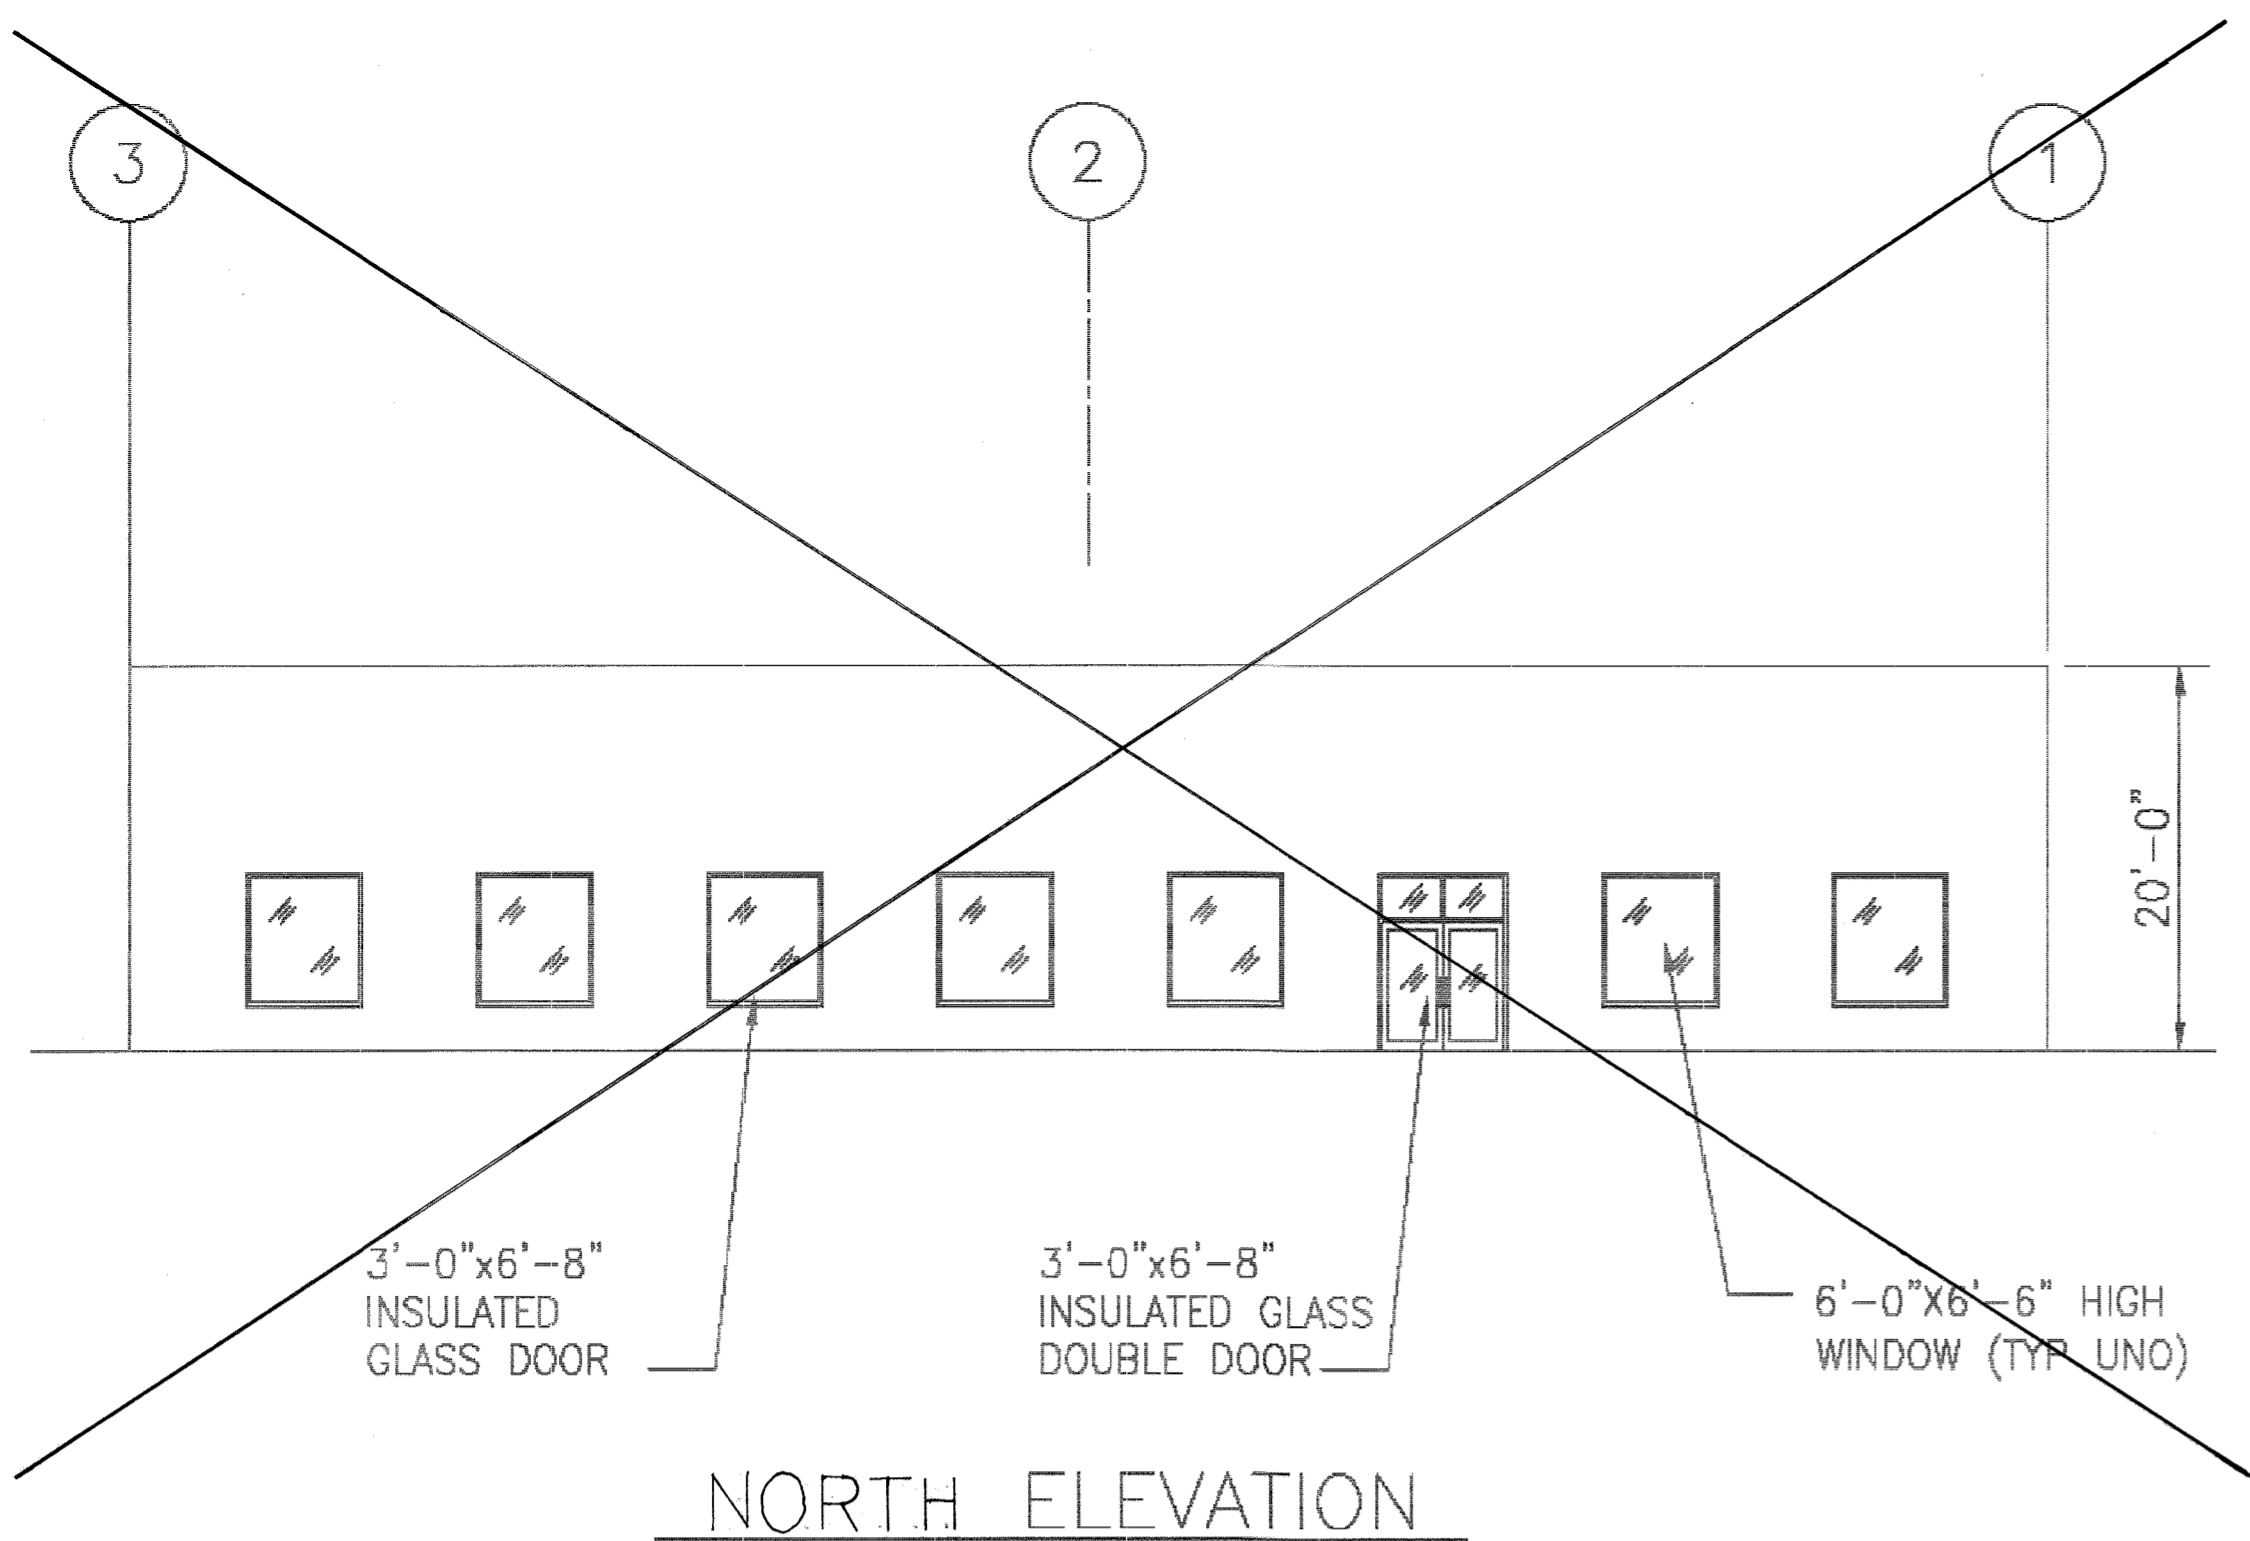 3
2
1
20'-0"
3'-0"x6'-8"
INSULATED
GLASS DOOR
3'-0"x6'-8"
INSULATED GLASS
DOUBLE DOOR
6'-0"X6'-6" HIGH
WINDOW (TYP UNO)
NORTH ELEVATION